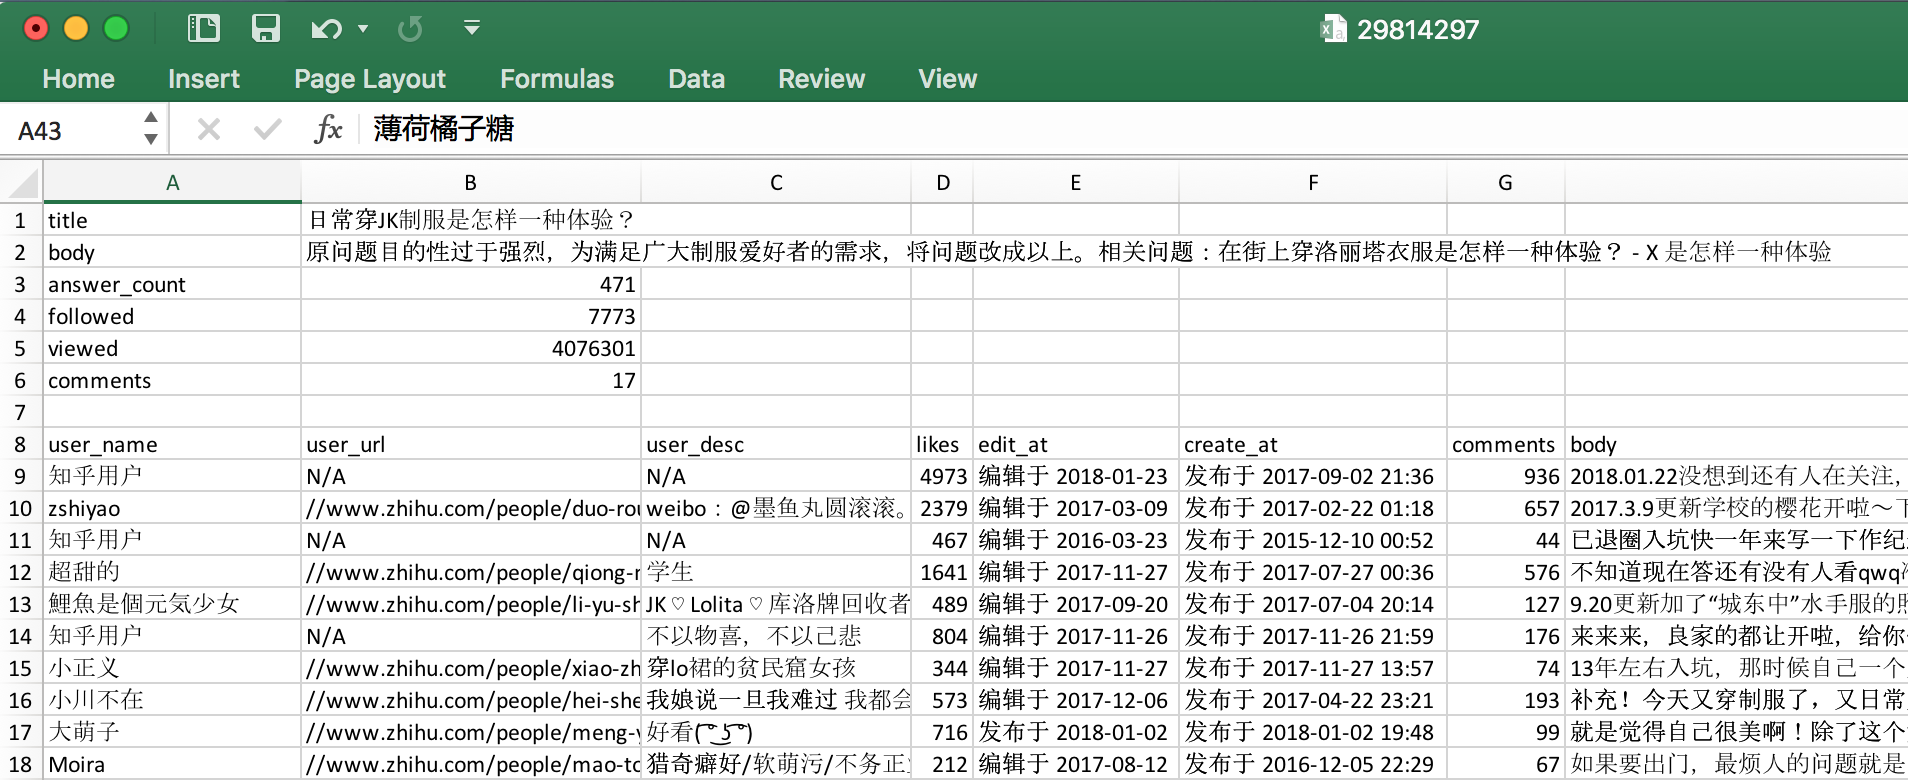 29814297
Home Insert Page Layout Formulas Data Review View
A43 fx 薄荷橘子糖
A B C D E F G
1 title 日常穿JK制服是怎样一种体验？
2 body 原问题目的性过于强烈，为满足广大制服爱好者的需求，将问题改成以上。相关问题：在街上穿洛丽塔衣服是怎样一种体验？ - X 是怎样一种体验
3 answer_count 471
4 followed 7773
5 viewed 4076301
6 comments 17
7
8 user_name user_url user_desc likes edit_at create_at comments body
9 知乎用户 N/A N/A 4973 编辑于 2018-01-23 发布于 2017-09-02 21:36 936 2018.01.22没想到还有人在关注，
10 zshiyao //www.zhihu.com/people/duo-rou weibo：@墨鱼丸圆滚滚。 2379 编辑于 2017-03-09 发布于 2017-02-22 01:18 657 2017.3.9更新学校的樱花开啦～下
11 知乎用户 N/A N/A 467 编辑于 2016-03-23 发布于 2015-12-10 00:52 44 已退圈入坑快一年来写一下作纪
12 超甜的 //www.zhihu.com/people/qiong-r 学生 1641 编辑于 2017-11-27 发布于 2017-07-27 00:36 576 不知道现在答还有没有人看qwq
13 鯉魚是個元気少女 //www.zhihu.com/people/li-yu-sh JK♡Lolita♡库洛牌回收者 489 编辑于 2017-09-20 发布于 2017-07-04 20:14 127 9.20更新加了“城东中”水手服的照
14 知乎用户 N/A 不以物喜，不以己悲 804 编辑于 2017-11-26 发布于 2017-11-26 21:59 176 来来来，良家的都让开啦，给你
15 小正义 //www.zhihu.com/people/xiao-zh 穿lo裙的贫民窟女孩 344 编辑于 2017-11-27 发布于 2017-11-27 13:57 74 13年左右入坑，那时候自己一个
16 小川不在 //www.zhihu.com/people/hei-she 我娘说一旦我难过 我都会 573 编辑于 2017-12-06 发布于 2017-04-22 23:21 193 补充！今天又穿制服了，又日常
17 大萌子 //www.zhihu.com/people/meng-y 好看( ͡° ͜ʖ ͡°) 716 发布于 2018-01-02 发布于 2018-01-02 19:48 99 就是觉得自己很美啊！除了这个
18 Moira //www.zhihu.com/people/mao-to 猎奇癖好/软萌污/不务正 212 编辑于 2017-08-12 发布于 2016-12-05 22:29 67 如果要出门，最烦人的问题就是